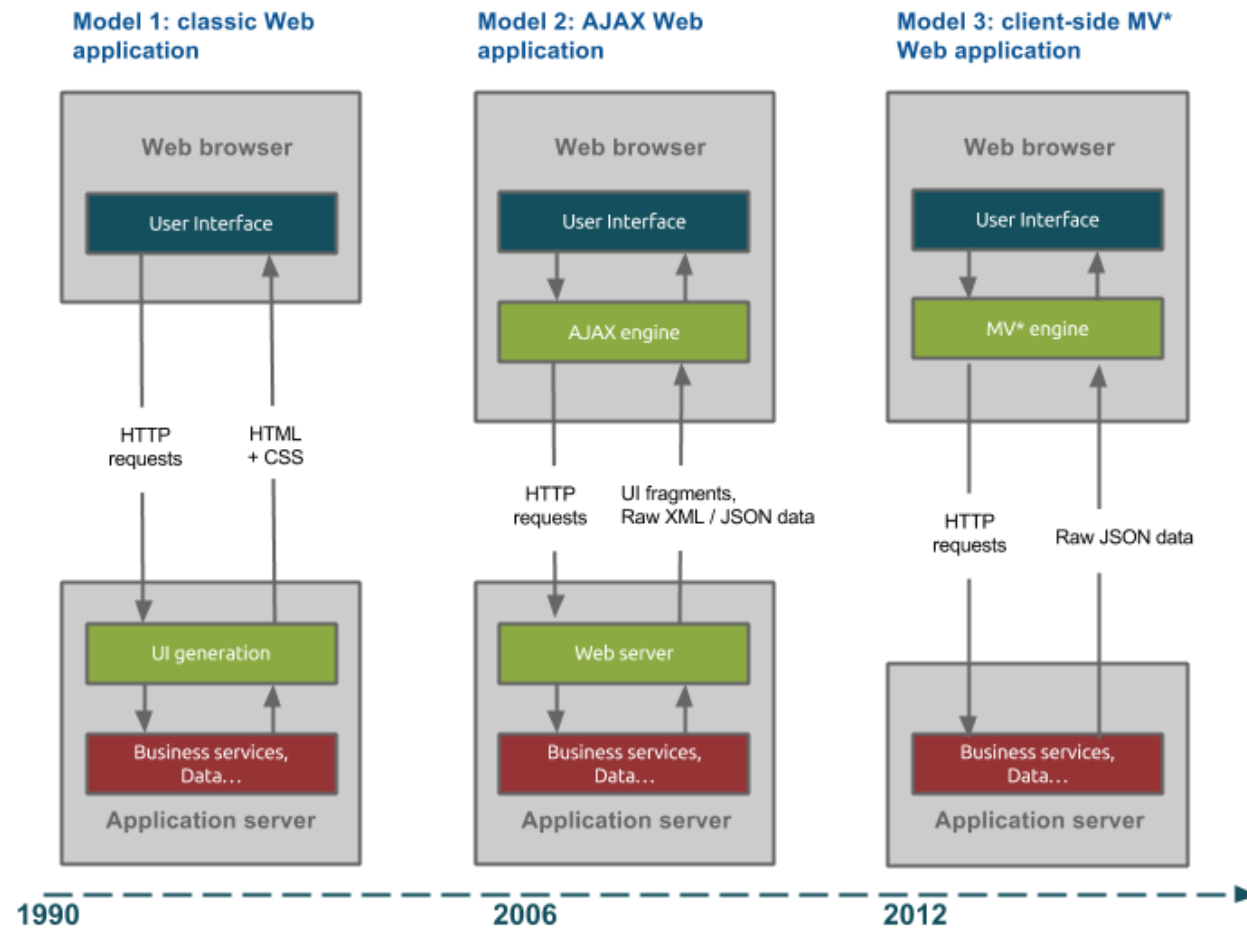 Model 1: classic Web
application
Web browser
User Interface
HTTP
requests
HTML
+ CSS
UI generation
Business services,
Data...
Application server
Model 2: AJAX Web
application
Web browser
User Interface
AJAX engine
HTTP
requests
UI fragments,
Raw XML / JSON data
Web server
Business services,
Data...
Application server
Model 3: client-side MV*
Web application
Web browser
User Interface
MV* engine
HTTP
requests
Raw JSON data
Business services,
Data...
Application server
1990
2006
2012